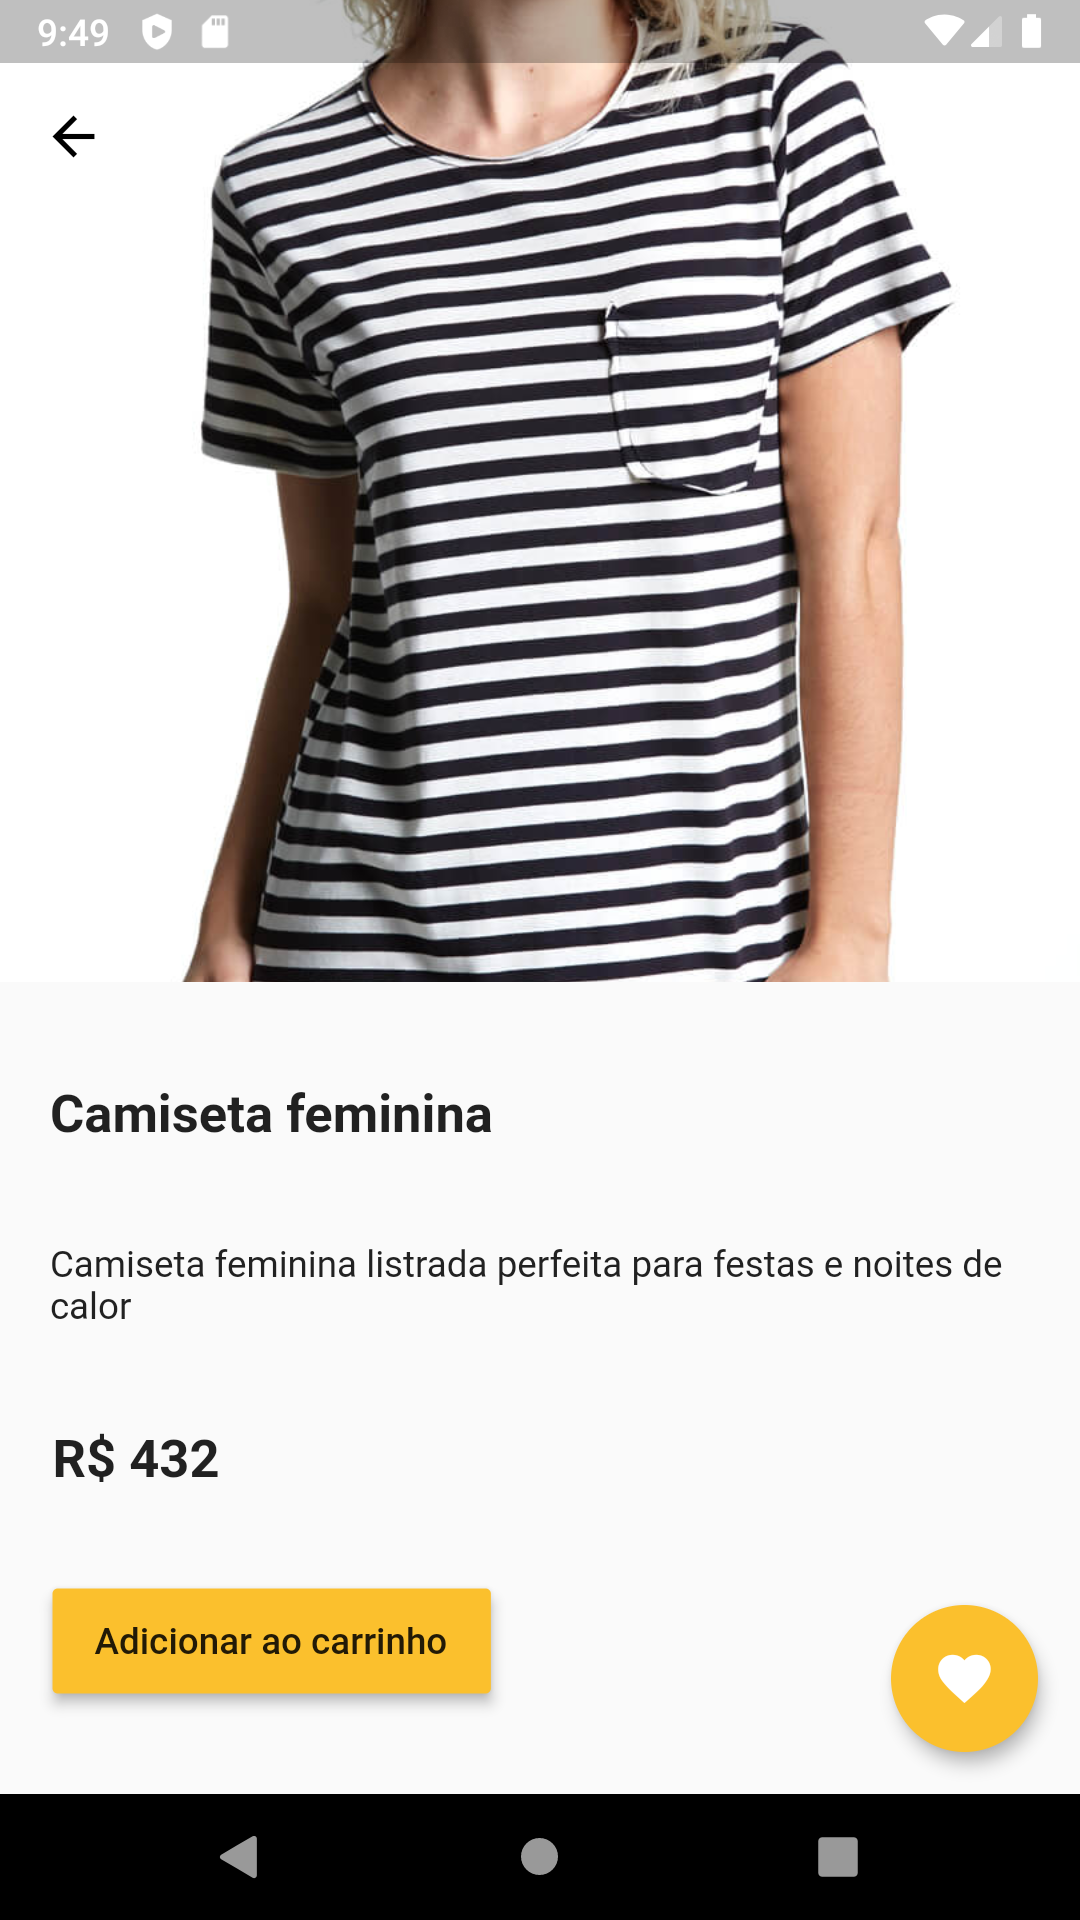 9:49
Camiseta feminina
Camiseta feminina listrada perfeita para festas e noites de
calor
R$ 432
Adicionar ao carrinho